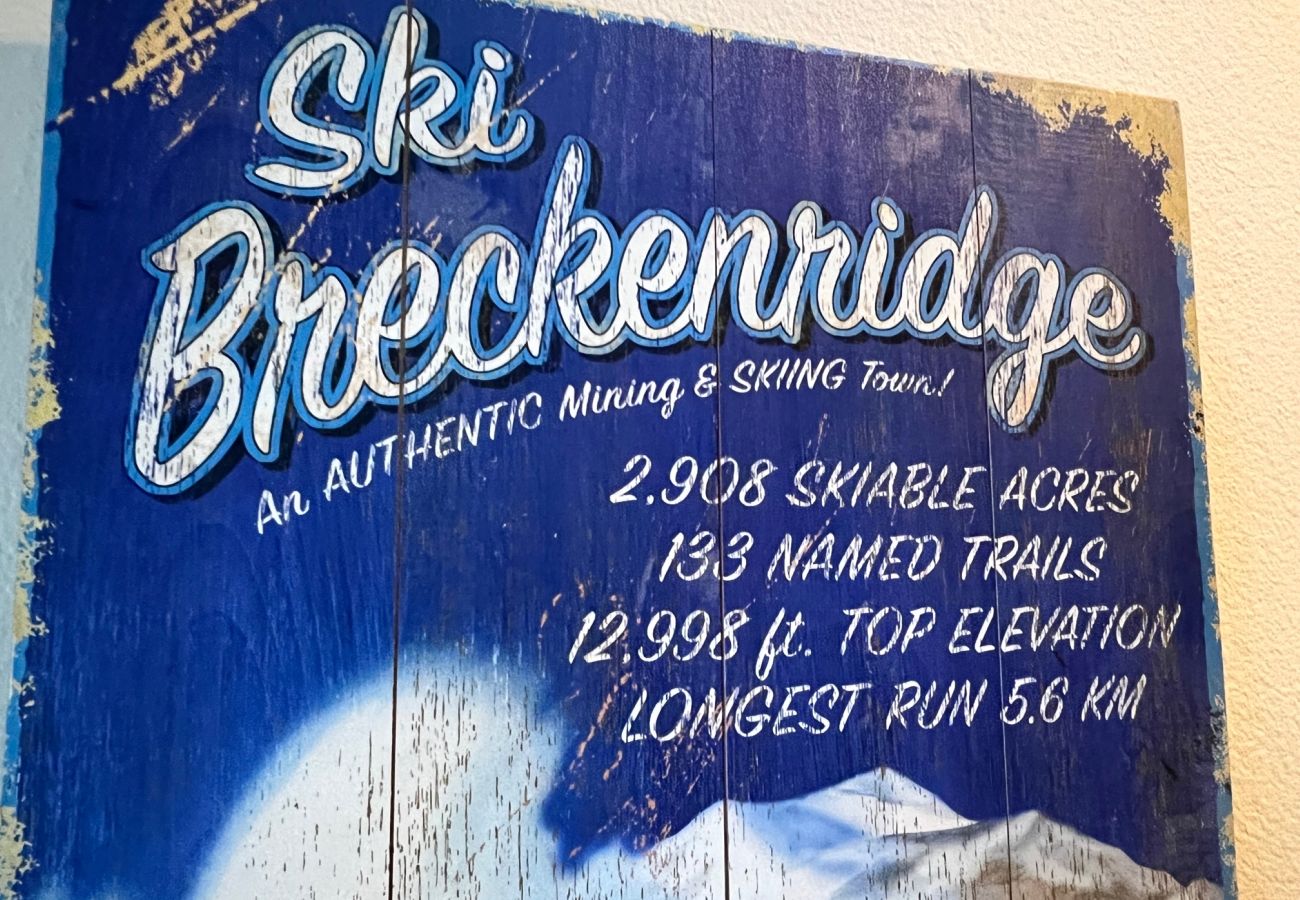 Ski
Breckenridge
An AUTHENTIC Mining & SKIING Town!
2.908 SKIABLE ACRES
133 NAMED TRAILS
12.998 ft. TOP ELEVATION
LONGEST RUN 5.6 KM